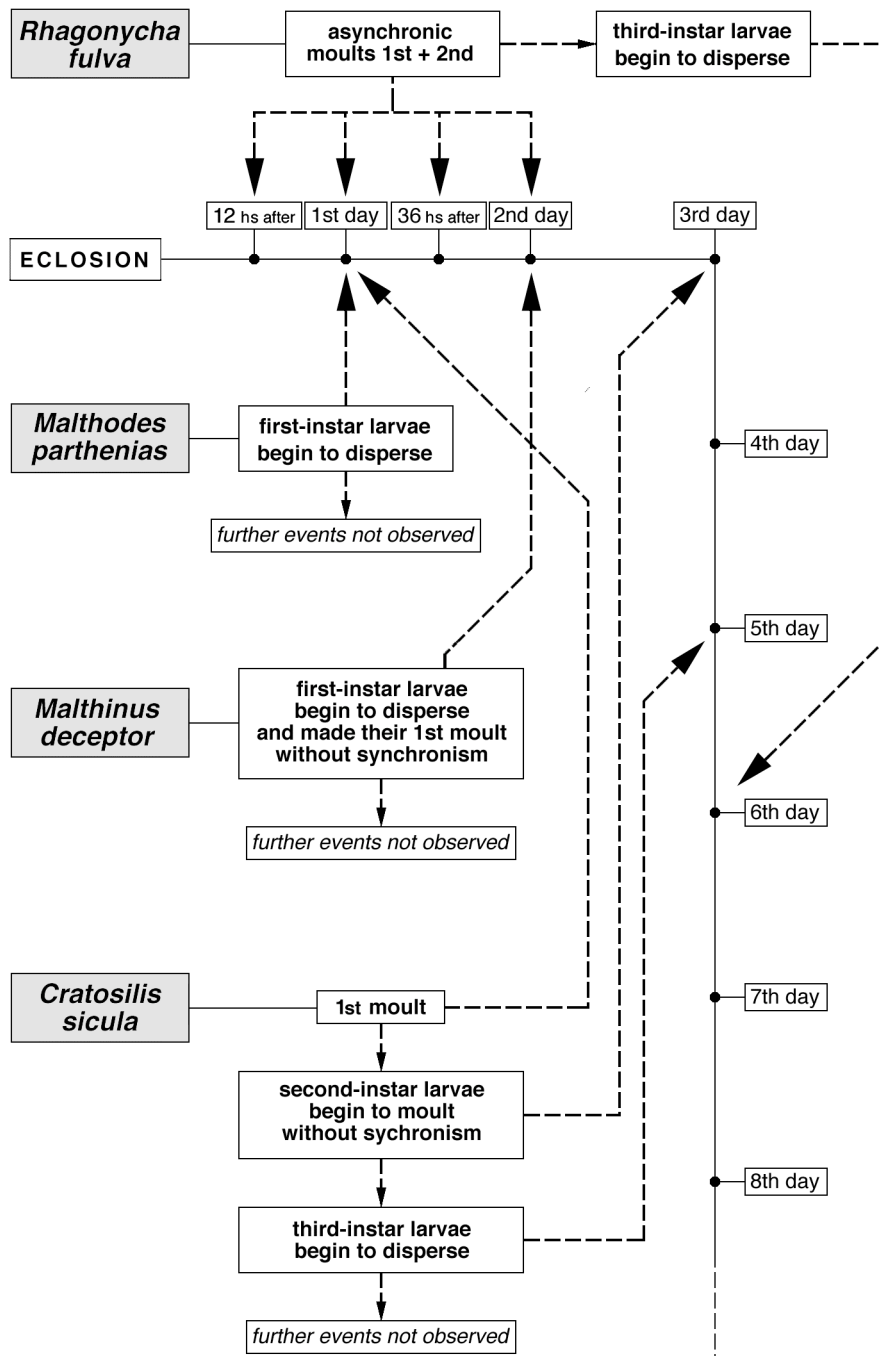 Rhagonycha
fulva
asynchronic
moults 1st + 2nd
third-instar larvae
begin to disperse
12 hs after
1st day
36 hs after
2nd day
3rd day
ECLOSION
Malthodes
parthenias
first-instar larvae
begin to disperse
4th day
further events not observed
5th day
Malthinus
deceptor
first-instar larvae
begin to disperse
and made their 1st moult
without synchronism
6th day
further events not observed
Cratosilis
sicula
1st moult
7th day
second-instar larvae
begin to moult
without sychronism
8th day
third-instar larvae
begin to disperse
further events not observed